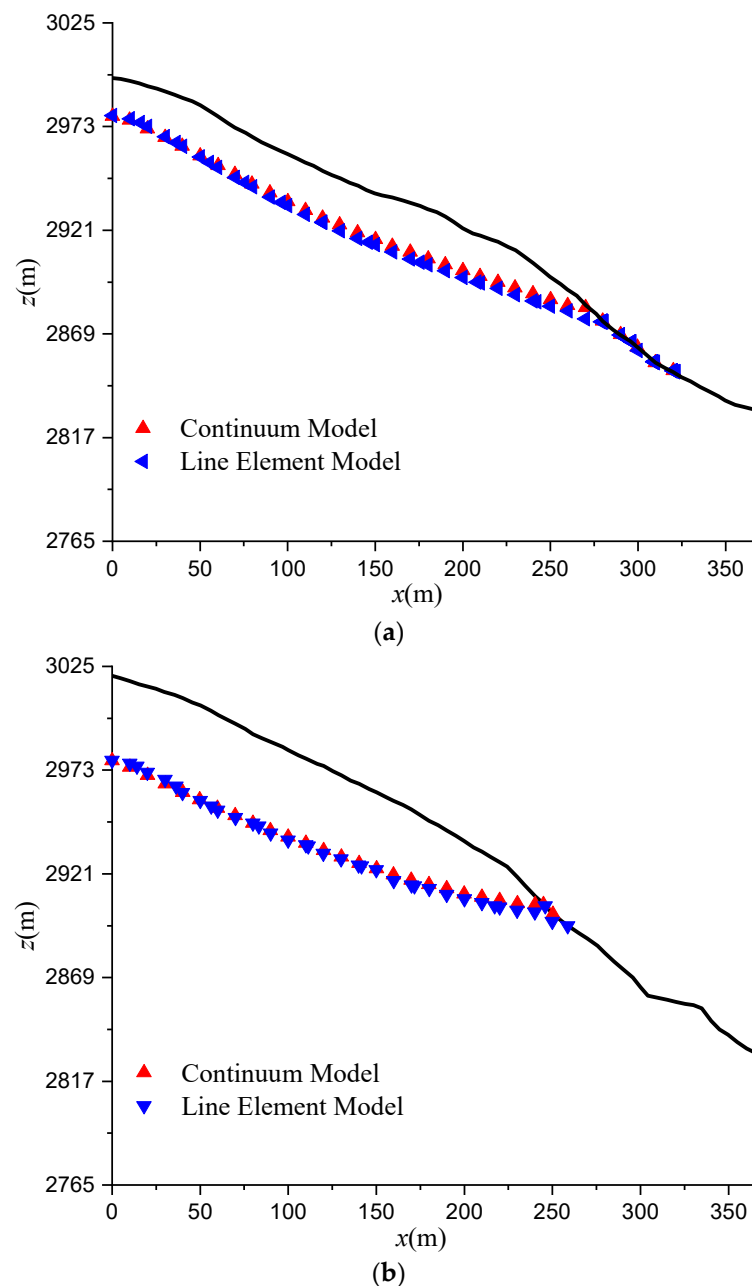 3025
2973
2921
2869
2817
2765
z(m)
Continuum Model
Line Element Model
0 50 100 150 200 250 300 350
x(m)
(a)
3025
2973
2921
2869
2817
2765
z(m)
Continuum Model
Line Element Model
0 50 100 150 200 250 300 350
x(m)
(b)